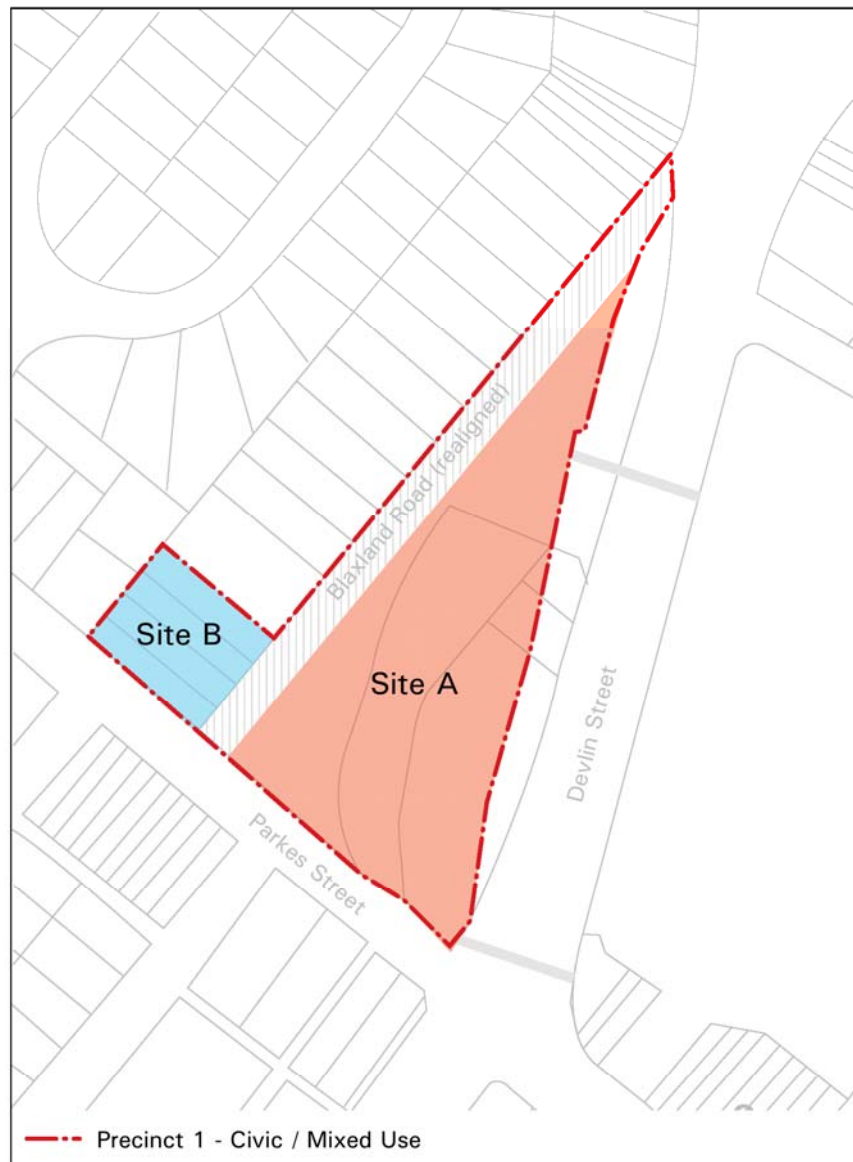 Blaxland Road (realigned)
Site B
Site A
Devlin Street
Parkes Street
Precinct 1 - Civic / Mixed Use